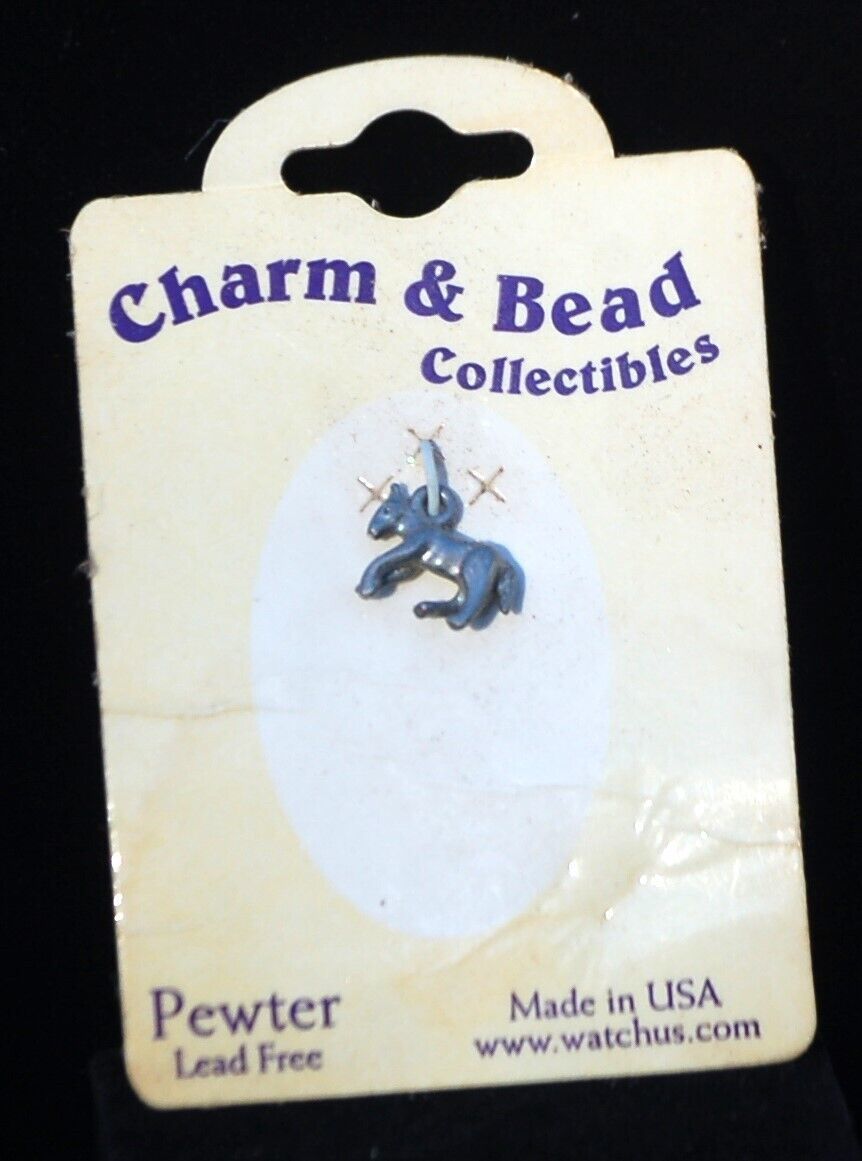 Charm & Bead
Collectibles
Pewter
Lead Free
Made in USA
www.watchus.com